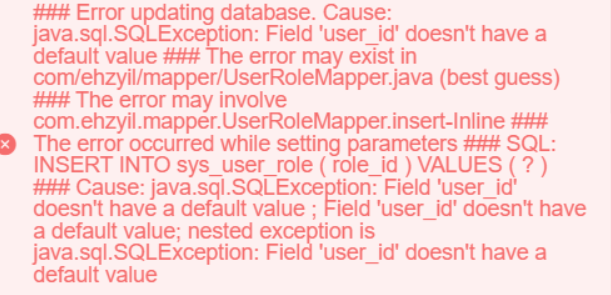 ### Error updating database. Cause:
java.sql.SQLException: Field 'user_id' doesn't have a
default value ### The error may exist in
com/ehzyil/mapper/UserRoleMapper.java (best guess)
### The error may involve
com.ehzyil.mapper.UserRoleMapper.insert-Inline ###
The error occurred while setting parameters ### SQL:
INSERT INTO sys_user_role ( role_id ) VALUES ( ? )
### Cause: java.sql.SQLException: Field 'user_id'
doesn't have a default value ; Field 'user_id' doesn't have
a default value; nested exception is
java.sql.SQLException: Field 'user_id' doesn't have a
default value